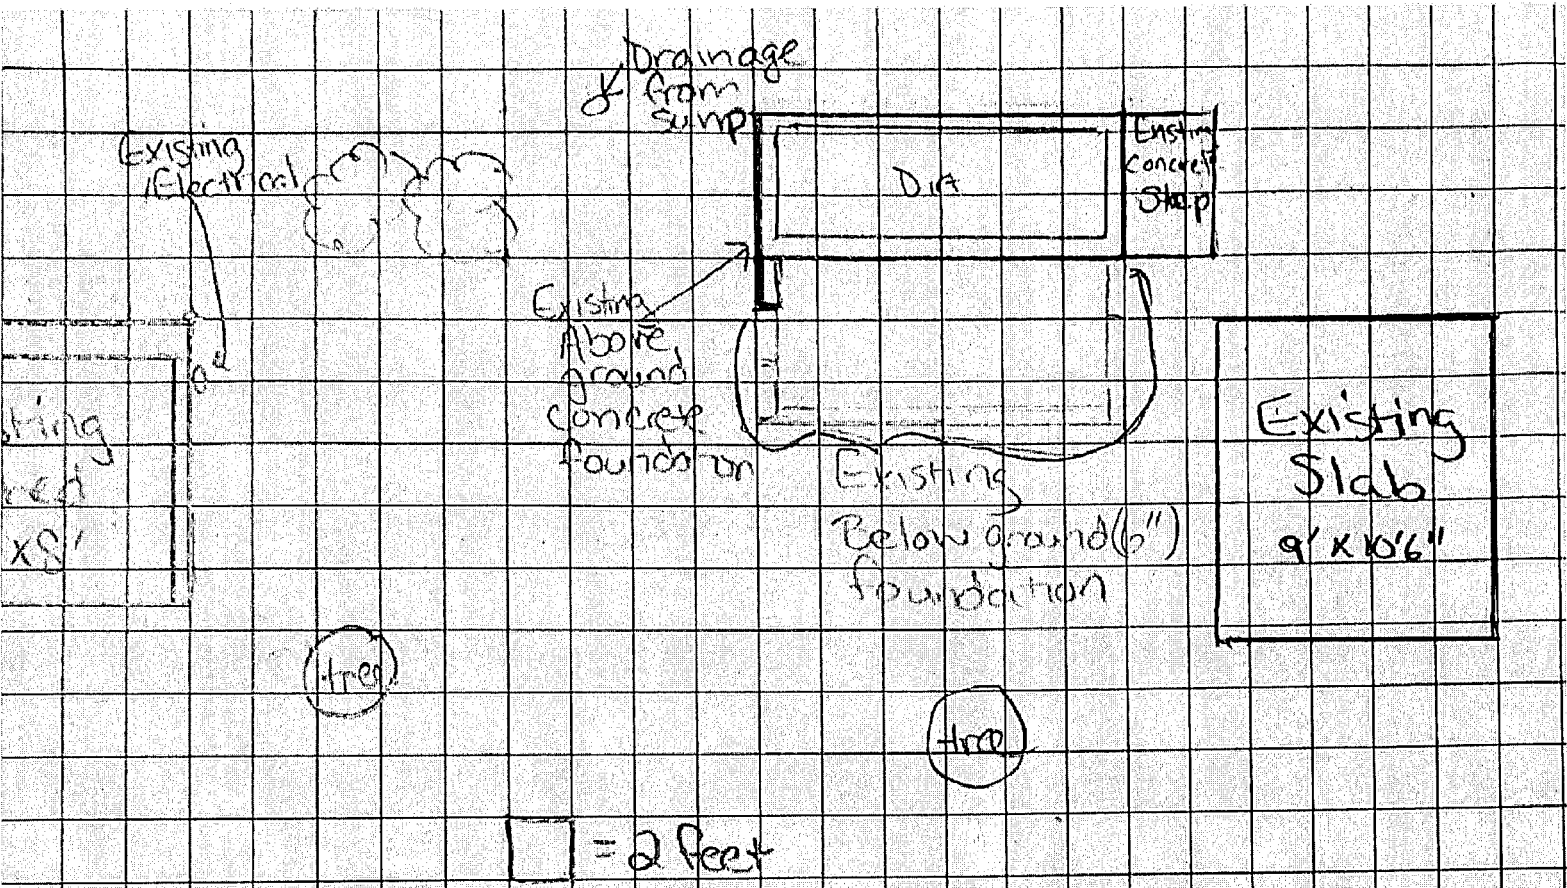 Drainage
from
sump
Existing
Electrical
Dirt
Existing
Concrete
Step
Existing
Above
ground
concrete
foundation
Existing
Below ground (6")
foundation
Existing
Slab
9' x 10'6"
sting
x8'
tree
tree
= 2 feet